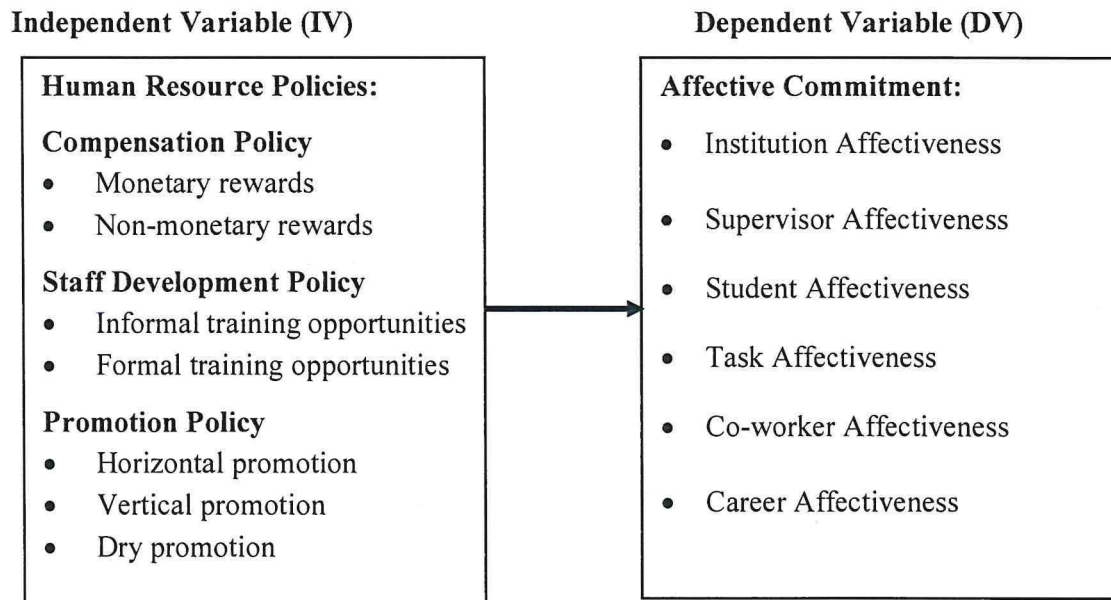 Independent Variable (IV)
Dependent Variable (DV)
Human Resource Policies:
Compensation Policy
• Monetary rewards
• Non-monetary rewards
Staff Development Policy
• Informal training opportunities
• Formal training opportunities
Promotion Policy
• Horizontal promotion
• Vertical promotion
• Dry promotion
Affective Commitment:
• Institution Affectiveness
• Supervisor Affectiveness
• Student Affectiveness
• Task Affectiveness
• Co-worker Affectiveness
• Career Affectiveness